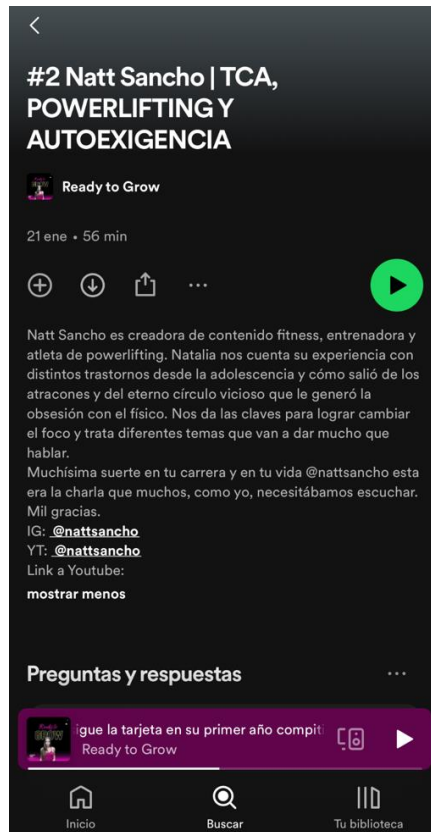 #2 Natt Sancho | TCA,
POWERLIFTING Y
AUTOEXIGENCIA
Ready to Grow
21 ene • 56 min
Natt Sancho es creadora de contenido fitness, entrenadora y
atleta de powerlifting. Natalia nos cuenta su experiencia con
distintos trastornos desde la adolescencia y cómo salió de los
atracones y del eterno círculo vicioso que le generó la
obsesión con el físico. Nos da las claves para lograr cambiar
el foco y trata diferentes temas que van a dar mucho que
hablar.
Muchísima suerte en tu carrera y en tu vida @nattsancho esta
era la charla que muchos, como yo, necesitábamos escuchar.
Mil gracias.
IG: @nattsancho
YT: @nattsancho
Link a Youtube:
mostrar menos
Preguntas y respuestas
igue la tarjeta en su primer año compiti
Ready to Grow
Inicio
Buscar
Tu biblioteca